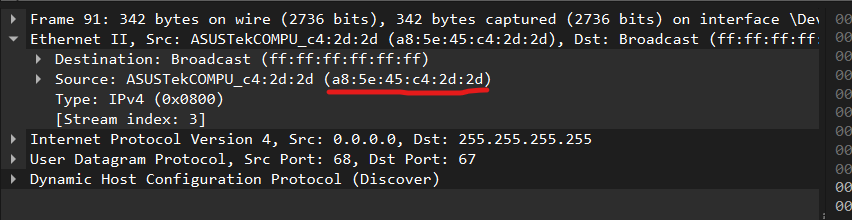 Frame 91: 342 bytes on wire (2736 bits), 342 bytes captured (2736 bits) on interface \Dev
Ethernet II, Src: ASUSTekCOMPU_c4:2d:2d (a8:5e:45:c4:2d:2d), Dst: Broadcast (ff:ff:ff:ff:
Destination: Broadcast (ff:ff:ff:ff:ff:ff)
Source: ASUSTekCOMPU_c4:2d:2d (a8:5e:45:c4:2d:2d)
Type: IPv4 (0x0800)
[Stream index: 3]
Internet Protocol Version 4, Src: 0.0.0.0, Dst: 255.255.255.255
User Datagram Protocol, Src Port: 68, Dst Port: 67
Dynamic Host Configuration Protocol (Discover)
00
00
00
00
00
00
00
00
00
00